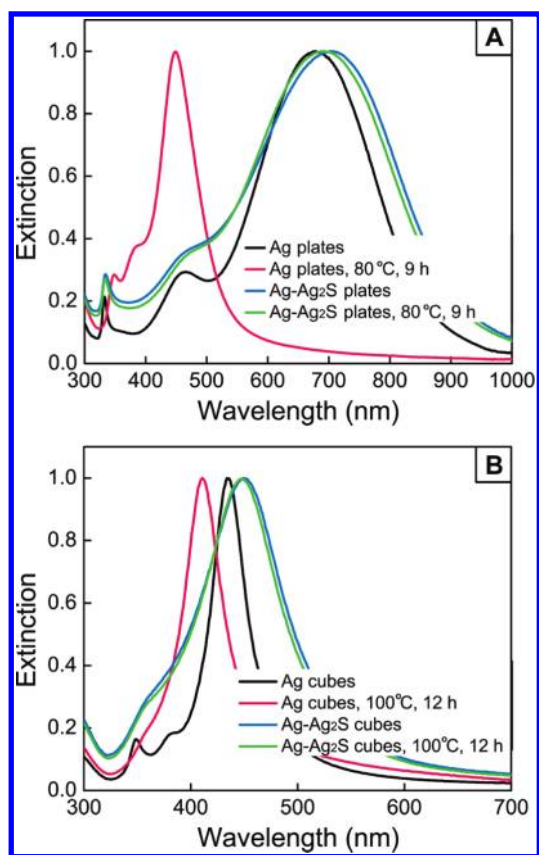 A
1.0
0.8
0.6
0.4
0.2
0.0
Extinction
Ag plates
Ag plates, 80℃, 9 h
Ag-Ag₂S plates
Ag-Ag₂S plates, 80℃, 9 h
300 400 500 600 700 800 900 1000
Wavelength (nm)
B
1.0
0.8
0.6
0.4
0.2
0.0
Extinction
Ag cubes
Ag cubes, 100℃, 12 h
Ag-Ag₂S cubes
Ag-Ag₂S cubes, 100℃, 12 h
300 400 500 600 700
Wavelength (nm)